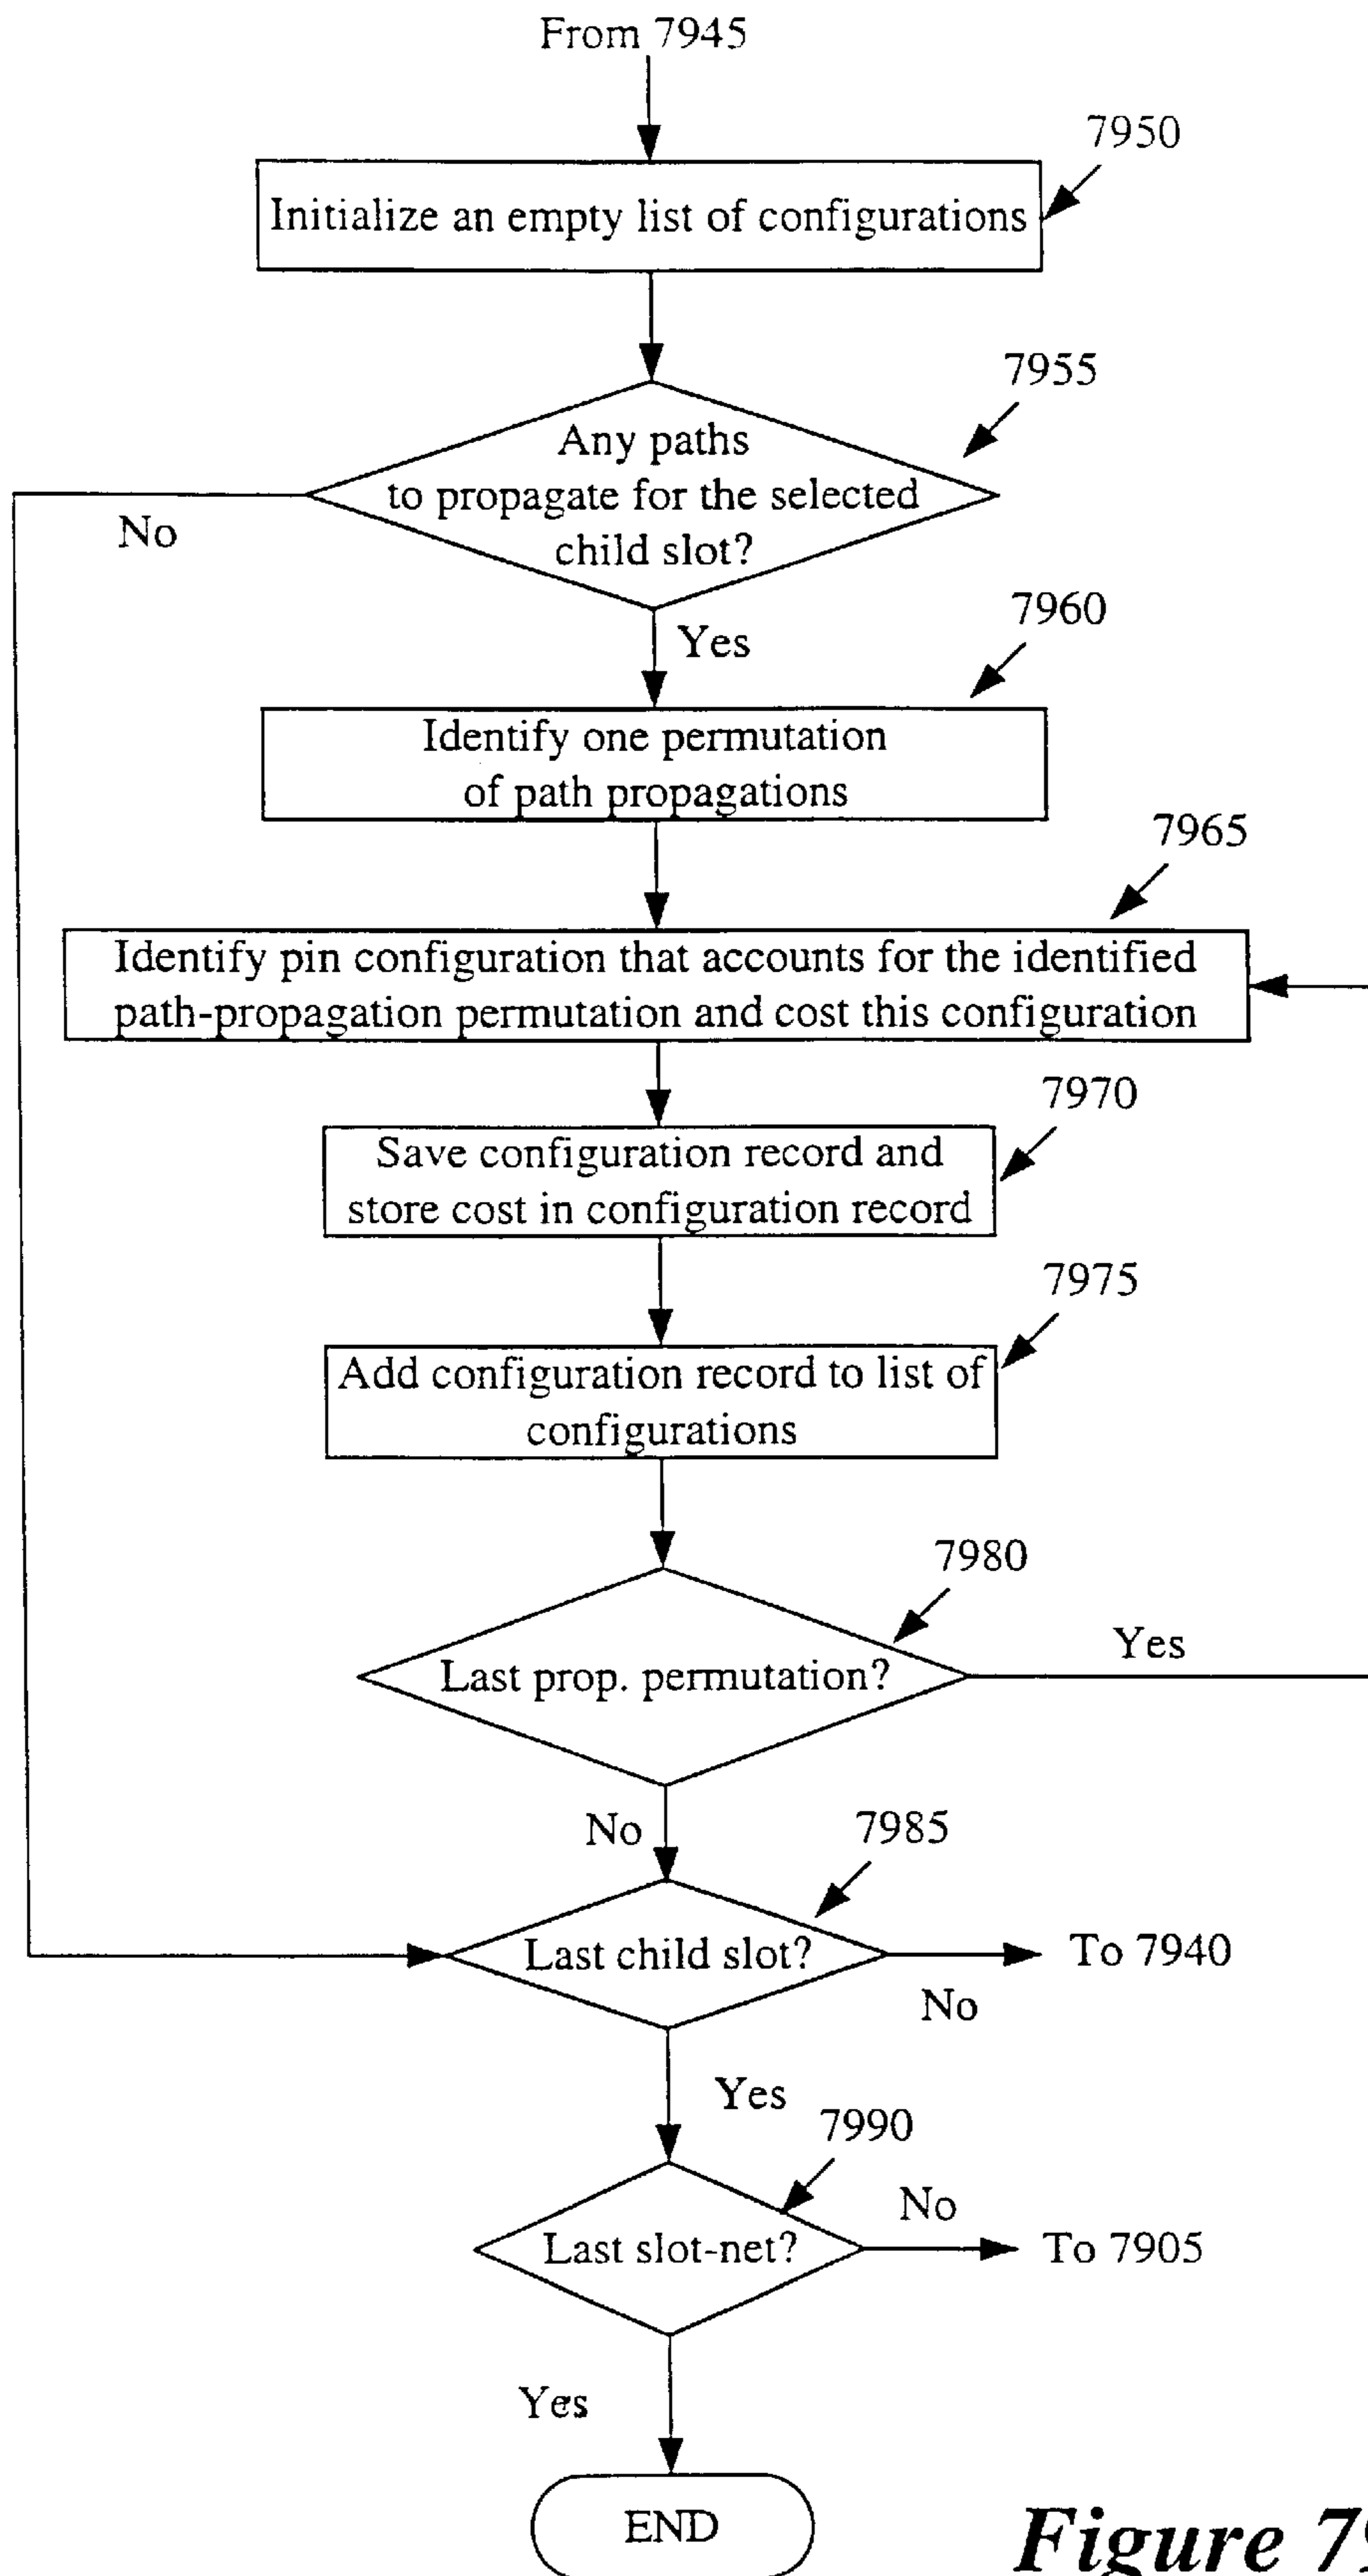 From 7945
7950
Initialize an empty list of configurations
7955
Any paths
to propagate for the selected
child slot?
No
7960
Yes
Identify one permutation
of path propagations
7965
Identify pin configuration that accounts for the identified
path-propagation permutation and cost this configuration
7970
Save configuration record and
store cost in configuration record
7975
Add configuration record to list of
configurations
7980
Yes
Last prop. permutation?
No
7985
Last child slot?
To 7940
No
Yes
7990
No
Last slot-net?
To 7905
Yes
END
Figure 79